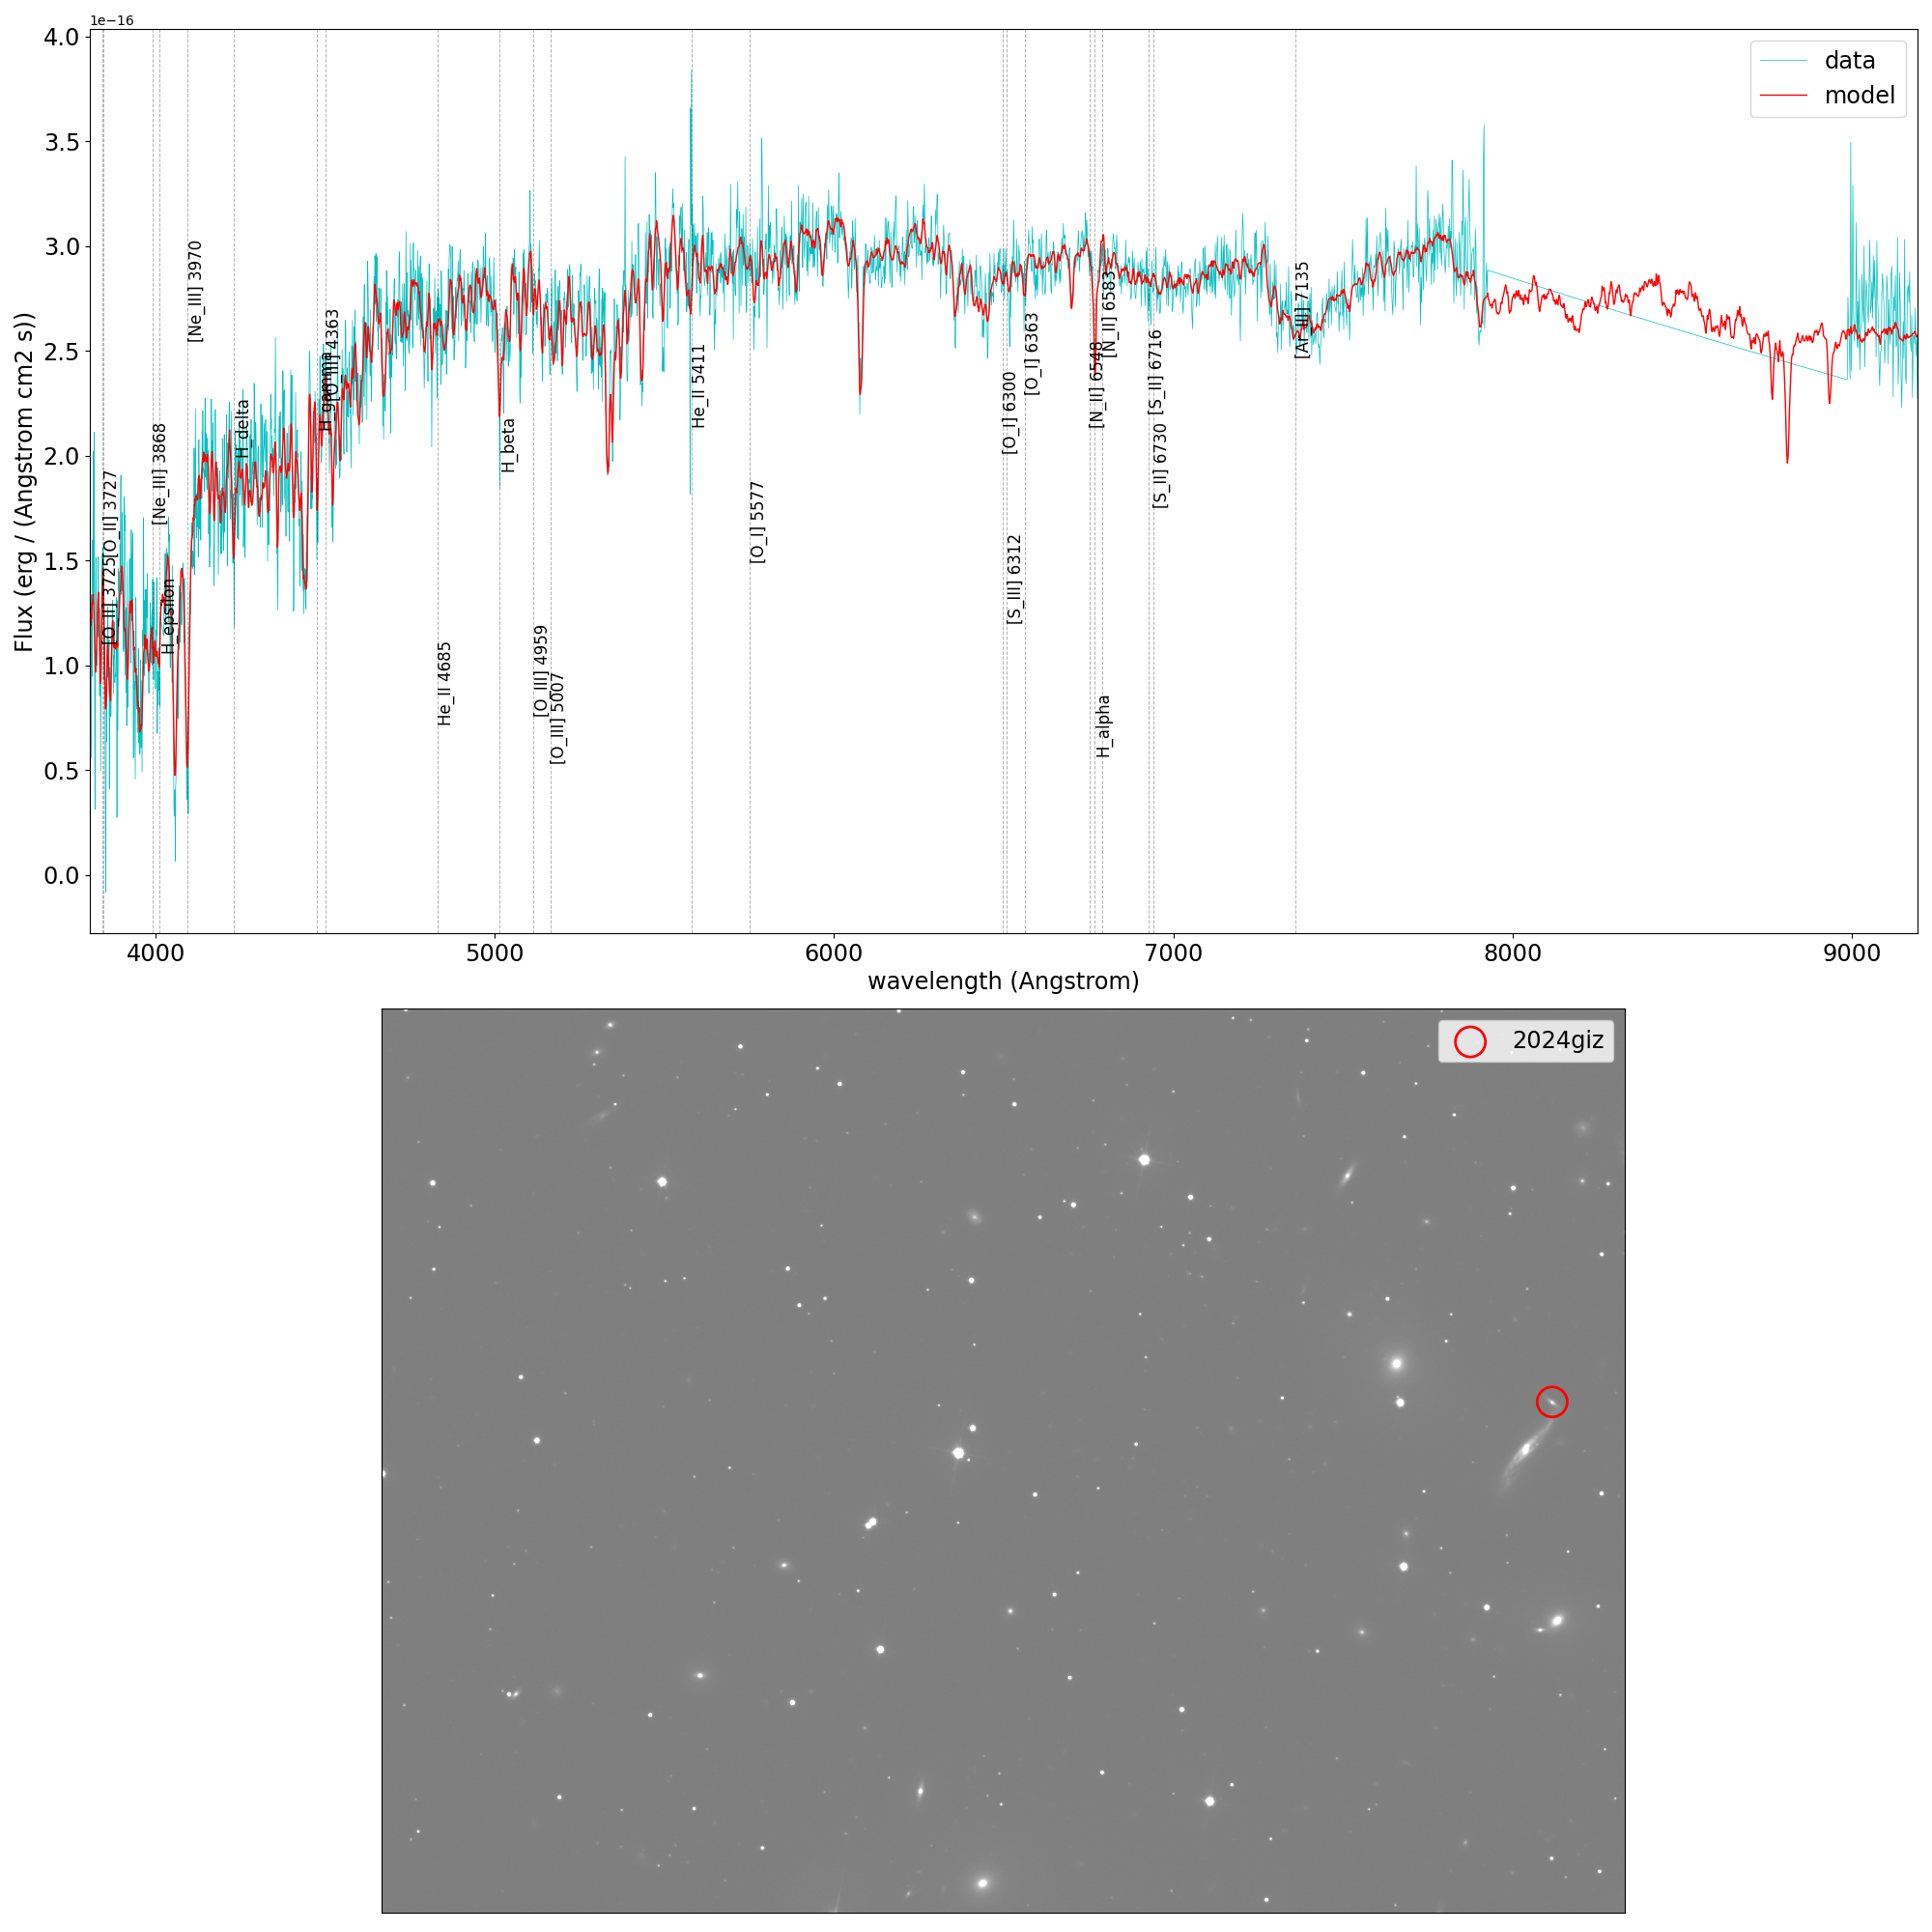 1e−16
4.0
3.5
3.0
2.5
2.0
1.5
1.0
0.5
0.0
Flux (erg / (Angstrom cm2 s))
data
model
[O_II] 3725
[O_II] 3727
[Ne_III] 3868
H_epsilon
[Ne_III] 3970
H_delta
H_gamma
[O_III] 4363
He_II 4685
H_beta
[O_III] 4959
[O_III] 5007
He_II 5411
[O_I] 5577
[O_I] 6300
[S_III] 6312
[O_I] 6363
[N_II] 6548
H_alpha
[N_II] 6583
[S_II] 6716
[S_II] 6730
[Ar_III] 7135
4000
5000
6000
7000
8000
9000
wavelength (Angstrom)
2024giz